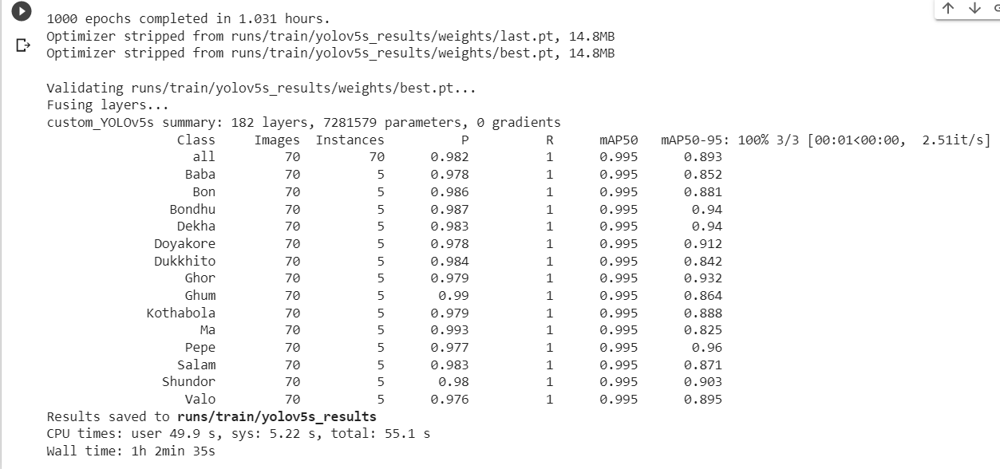 1000 epochs completed in 1.031 hours.
Optimizer stripped from runs/train/yolov5s_results/weights/last.pt, 14.8MB
Optimizer stripped from runs/train/yolov5s_results/weights/best.pt, 14.8MB
Validating runs/train/yolov5s_results/weights/best.pt...
Fusing layers...
custom_YOLOv5s summary: 182 layers, 7281579 parameters, 0 gradients
Class Images Instances P R mAP50 mAP50-95: 100% 3/3 [00:01<00:00, 2.51it/s]
all 70 70 0.982 1 0.995 0.893
Baba 70 5 0.978 1 0.995 0.852
Bon 70 5 0.986 1 0.995 0.881
Bondhu 70 5 0.987 1 0.995 0.94
Dekha 70 5 0.983 1 0.995 0.94
Doyakore 70 5 0.978 1 0.995 0.912
Dukkhito 70 5 0.984 1 0.995 0.842
Ghor 70 5 0.979 1 0.995 0.932
Ghum 70 5 0.99 1 0.995 0.864
Kothabola 70 5 0.979 1 0.995 0.888
Ma 70 5 0.993 1 0.995 0.825
Pepe 70 5 0.977 1 0.995 0.96
Salam 70 5 0.983 1 0.995 0.871
Shundor 70 5 0.98 1 0.995 0.903
Valo 70 5 0.976 1 0.995 0.895
Results saved to runs/train/yolov5s_results
CPU times: user 49.9 s, sys: 5.22 s, total: 55.1 s
Wall time: 1h 2min 35s